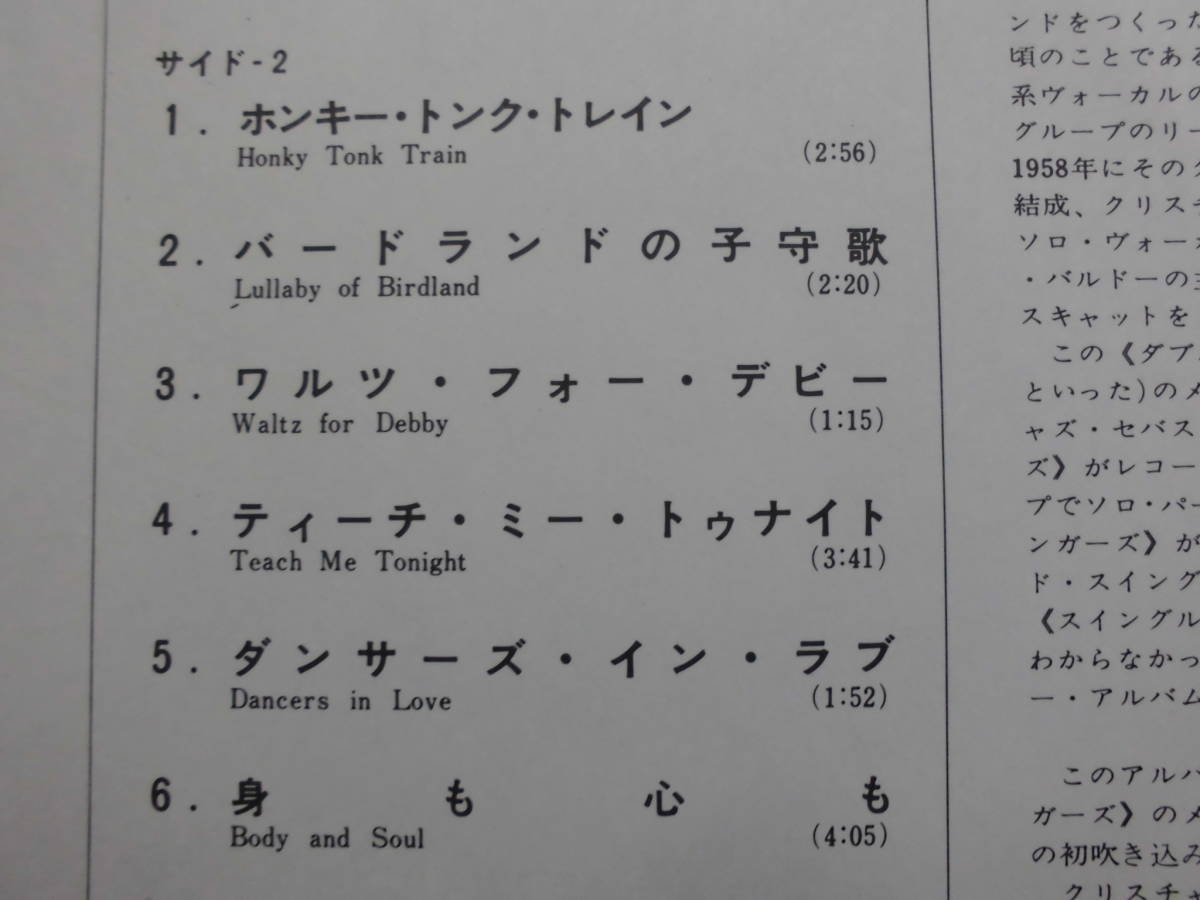 サイド-2
1. ホンキー・トンク・トレイン
Honky Tonk Train (2:56)
2. バードランドの子守歌
Lullaby of Birdland (2:20)
3. ワルツ・フォー・デビー
Waltz for Debby (1:15)
4. ティーチ・ミー・トゥナイト
Teach Me Tonight (3:41)
5. ダンサーズ・イン・ラブ
Dancers in Love (1:52)
6. 身も心も
Body and Soul (4:05)
ンドをつくった
頃のことである
系ヴォーカルの
グループのリー
1958年にその
結成、クリスチ
ソロ・ヴォーカ
・バルドーの主
スキャットを
この《ダブ
といった)のメ
ャズ・セバス
ズ》がレコー
プでソロ・パー
ンガーズ》が
ド・スイング
《スイングル
わからなかっ
ー・アルバム
このアルバ
ガーズ》のメ
の初吹き込み
クリスチャ